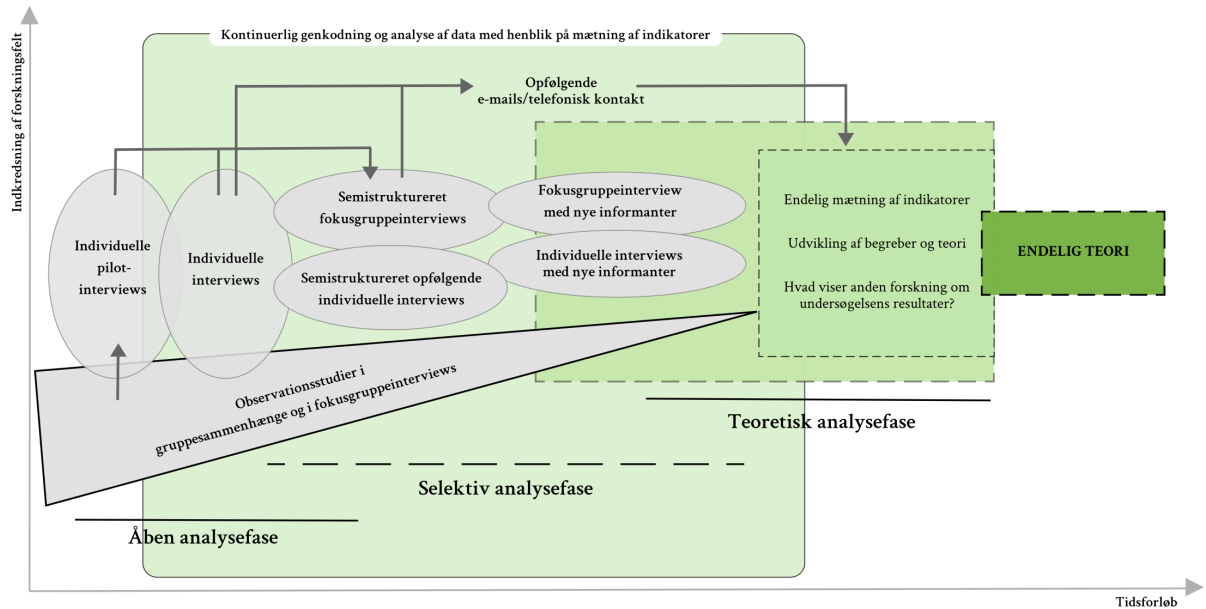 Kontinuerlig genkodning og analyse af data med henblik på mætning af indikatorer
Indkredsning af forskningsfelt
Opfølgende
e-mails/telefonisk kontakt
Individuelle
pilot-
interviews
Individuelle
interviews
Semistruktureret
fokusgruppeinterviews
Semistruktureret opfølgende
individuelle interviews
Fokusgruppeinterview
med nye informanter
Individuelle interviews
med nye informanter
Endelig mætning af indikatorer
Udvikling af begreber og teori
Hvad viser anden forskning om
undersøgelsens resultater?
ENDELIG TEORI
Observationsstudier i
gruppesammenhænge og i fokusgruppeinterviews
Teoretisk analysefase
Selektiv analysefase
Åben analysefase
Tidsforløb